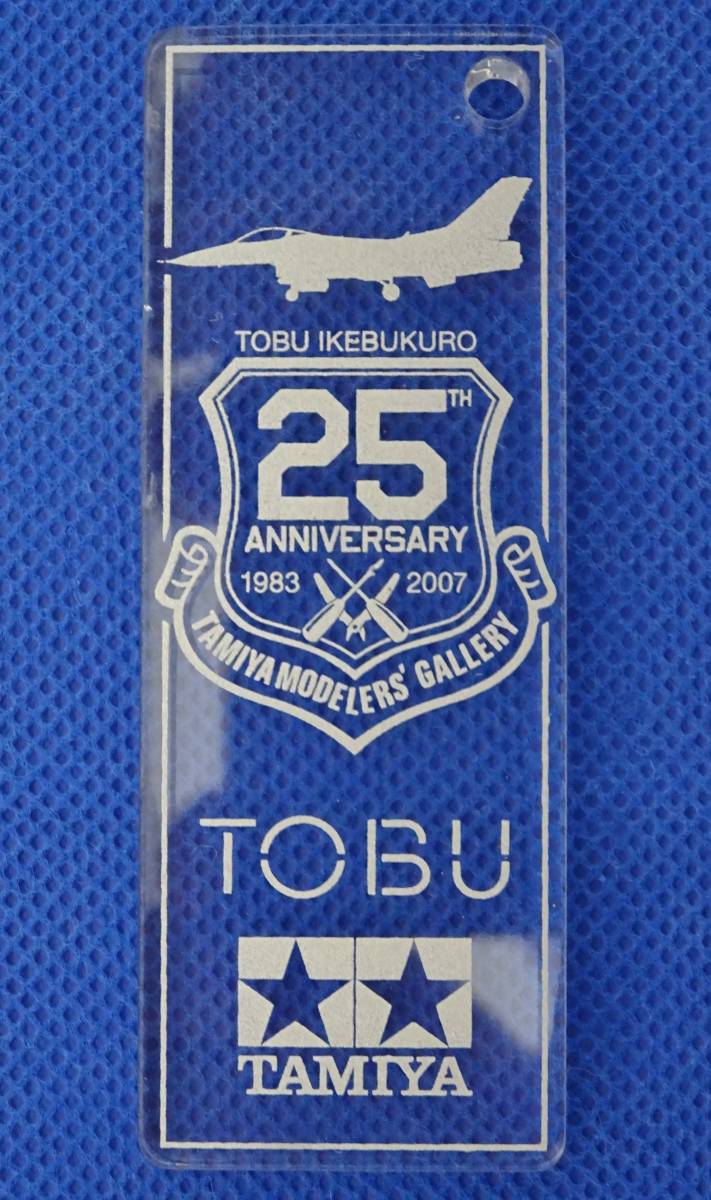 TOBU IKEBUKURO
25TH
ANNIVERSARY
1983 2007
TAMIYA MODELERS' GALLERY
TOBU
TAMIYA